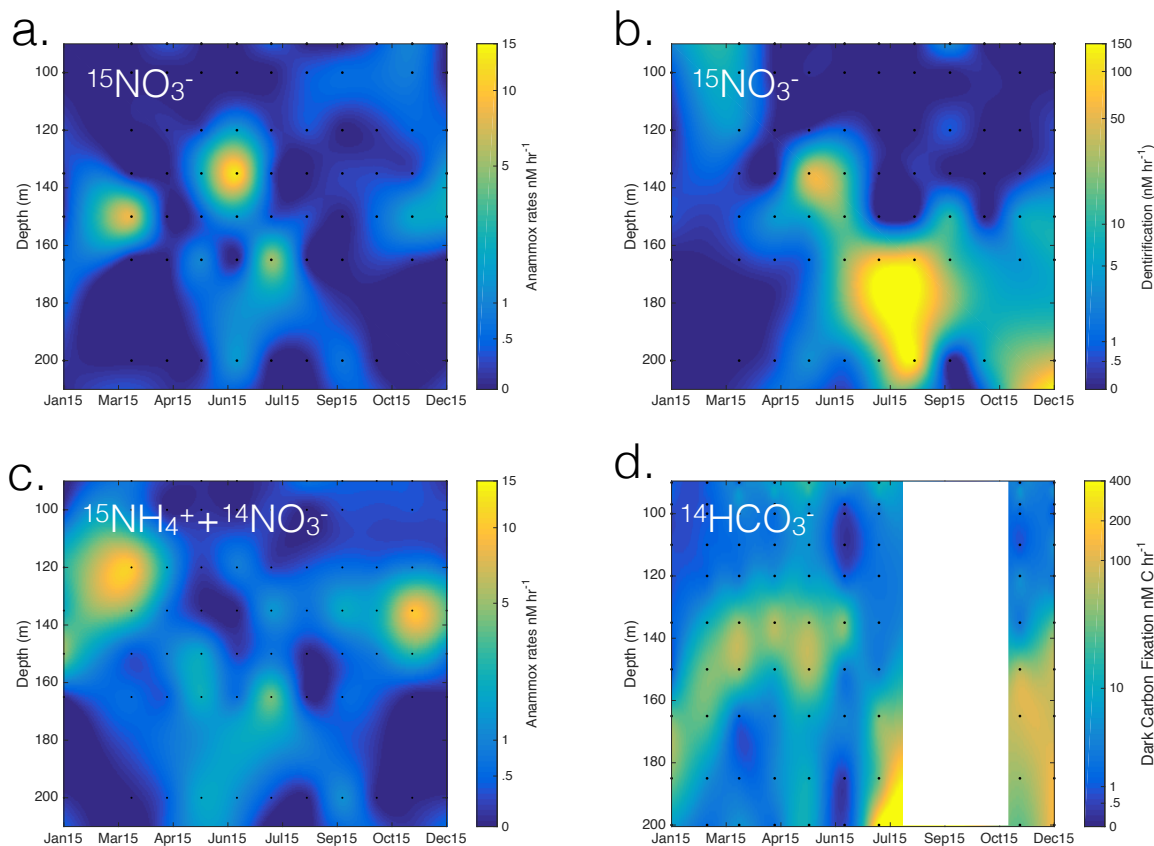 a.
15NO3-
100
120
140
160
180
200
Depth (m)
Jan15 Mar15 Apr15 Jun15 Jul15 Sep15 Oct15 Dec15
15
10
5
1
.5
0
Anammox rates nM hr-1
b.
15NO3-
100
120
140
160
180
200
Depth (m)
Jan15 Mar15 Apr15 Jun15 Jul15 Sep15 Oct15 Dec15
150
100
50
10
5
1
.5
0
Dentirification (nM hr-1)
c.
15NH4+ + 14NO3-
100
120
140
160
180
200
Depth (m)
Jan15 Mar15 Apr15 Jun15 Jul15 Sep15 Oct15 Dec15
15
10
5
1
.5
0
Anammox rates nM hr-1
d.
14HCO3-
100
120
140
160
180
200
Depth (m)
Jan15 Mar15 Apr15 Jun15 Jul15 Sep15 Oct15 Dec15
400
200
100
10
1
.5
0
Dark Carbon Fixation nM C hr-1